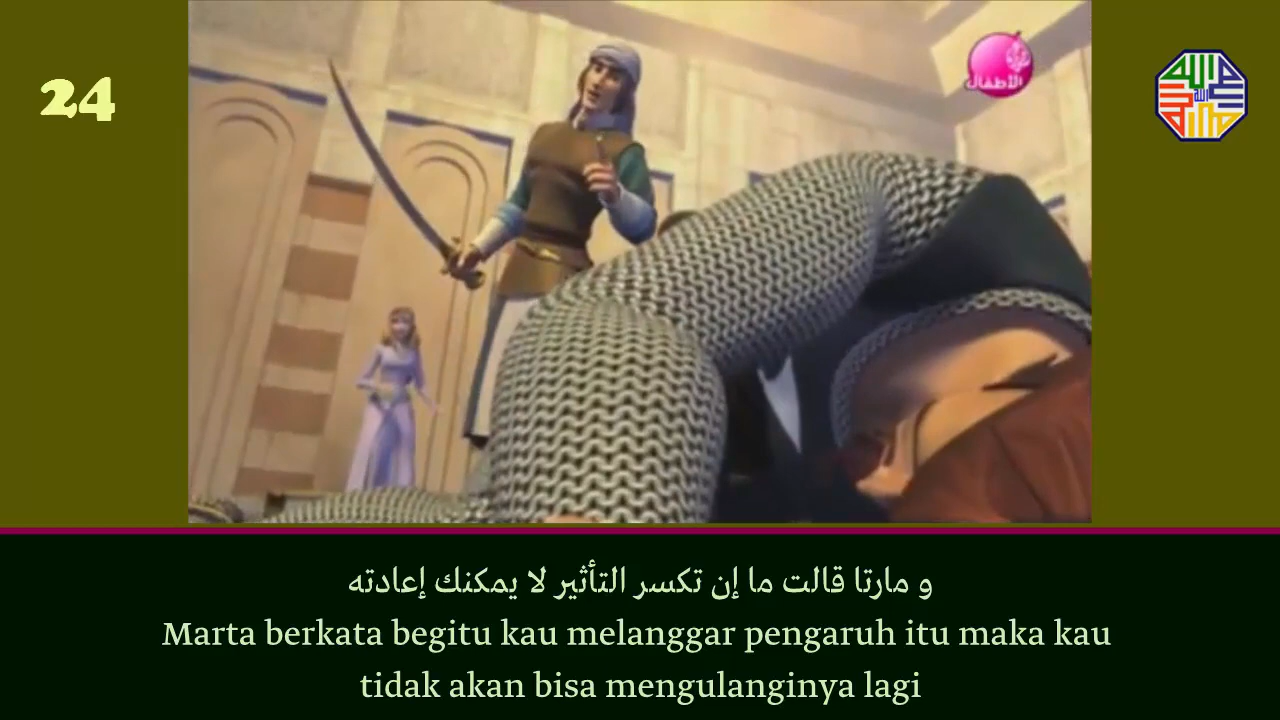 24
الأطفال
و مارتا قالت ما إن تكسر التأثير لا يمكنك إعادته
Marta berkata begitu kau melanggar pengaruh itu maka kau
tidak akan bisa mengulanginya lagi